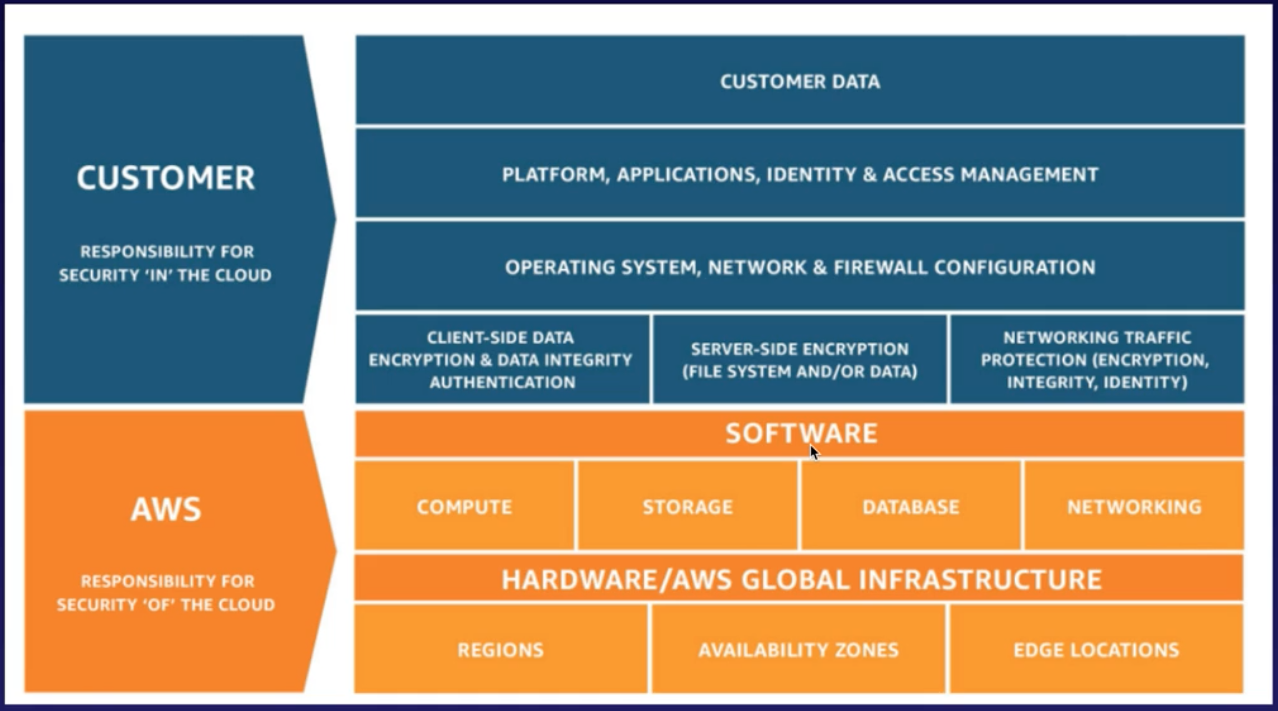 CUSTOMER
RESPONSIBILITY FOR
SECURITY ‘IN’ THE CLOUD
CUSTOMER DATA
PLATFORM, APPLICATIONS, IDENTITY & ACCESS MANAGEMENT
OPERATING SYSTEM, NETWORK & FIREWALL CONFIGURATION
CLIENT-SIDE DATA
ENCRYPTION & DATA INTEGRITY
AUTHENTICATION
SERVER-SIDE ENCRYPTION
(FILE SYSTEM AND/OR DATA)
NETWORKING TRAFFIC
PROTECTION (ENCRYPTION,
INTEGRITY, IDENTITY)
AWS
RESPONSIBILITY FOR
SECURITY ‘OF’ THE CLOUD
SOFTWARE
COMPUTE
STORAGE
DATABASE
NETWORKING
HARDWARE/AWS GLOBAL INFRASTRUCTURE
REGIONS
AVAILABILITY ZONES
EDGE LOCATIONS